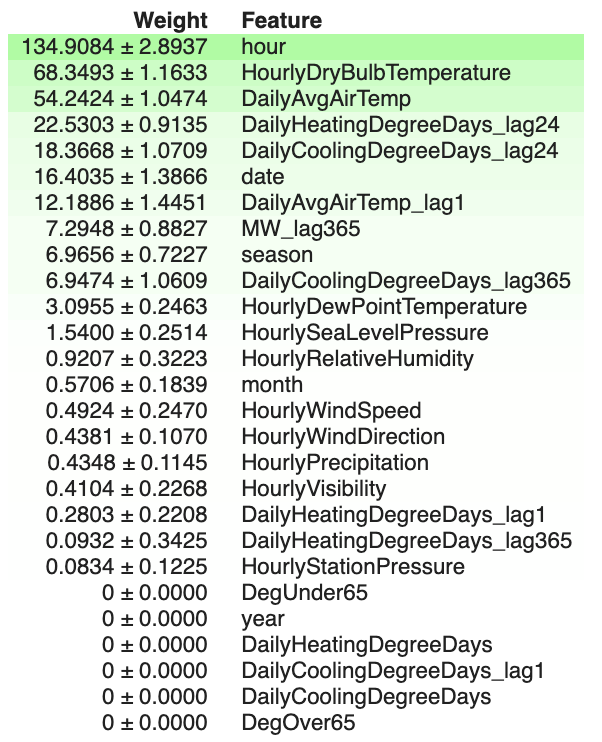 Weight Feature
134.9084 ± 2.8937 hour
68.3493 ± 1.1633 HourlyDryBulbTemperature
54.2424 ± 1.0474 DailyAvgAirTemp
22.5303 ± 0.9135 DailyHeatingDegreeDays_lag24
18.3668 ± 1.0709 DailyCoolingDegreeDays_lag24
16.4035 ± 1.3866 date
12.1886 ± 1.4451 DailyAvgAirTemp_lag1
7.2948 ± 0.8827 MW_lag365
6.9656 ± 0.7227 season
6.9474 ± 1.0609 DailyCoolingDegreeDays_lag365
3.0955 ± 0.2463 HourlyDewPointTemperature
1.5400 ± 0.2514 HourlySeaLevelPressure
0.9207 ± 0.3223 HourlyRelativeHumidity
0.5706 ± 0.1839 month
0.4924 ± 0.2470 HourlyWindSpeed
0.4381 ± 0.1070 HourlyWindDirection
0.4348 ± 0.1145 HourlyPrecipitation
0.4104 ± 0.2268 HourlyVisibility
0.2803 ± 0.2208 DailyHeatingDegreeDays_lag1
0.0932 ± 0.3425 DailyHeatingDegreeDays_lag365
0.0834 ± 0.1225 HourlyStationPressure
0 ± 0.0000 DegUnder65
0 ± 0.0000 year
0 ± 0.0000 DailyHeatingDegreeDays
0 ± 0.0000 DailyCoolingDegreeDays_lag1
0 ± 0.0000 DailyCoolingDegreeDays
0 ± 0.0000 DegOver65